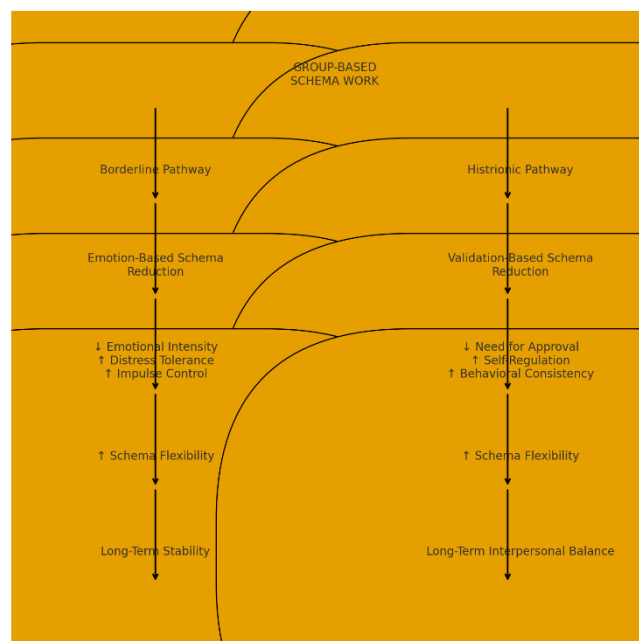 GROUP-BASED
SCHEMA WORK
Borderline Pathway
Histrionic Pathway
Emotion-Based Schema
Reduction
Validation-Based Schema
Reduction
↓ Emotional Intensity
↑ Distress Tolerance
↑ Impulse Control
↓ Need for Approval
↑ Self-Regulation
↑ Behavioral Consistency
↑ Schema Flexibility
↑ Schema Flexibility
Long-Term Stability
Long-Term Interpersonal Balance